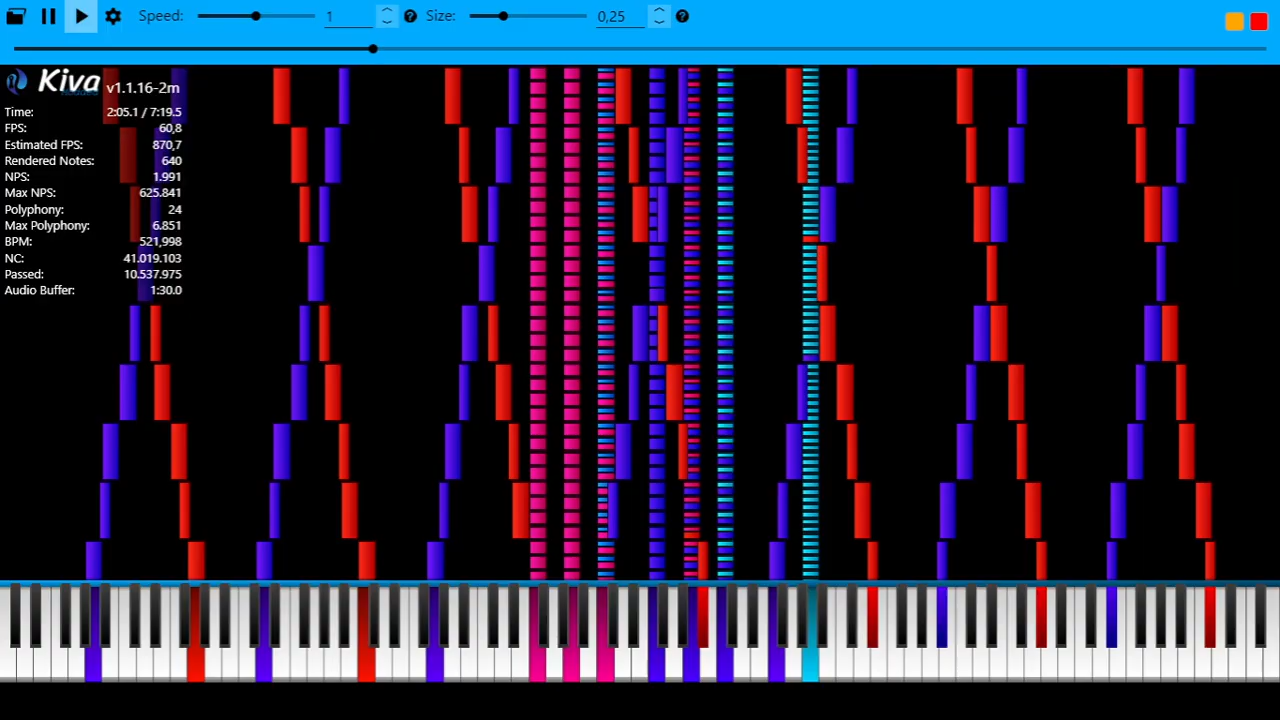 Speed: 1 Size: 0,25
Kiva v1.1.16-2m
Time: 2:05.1 / 7:19.5
FPS: 60,8
Estimated FPS: 870,7
Rendered Notes: 640
NPS: 1.991
Max NPS: 625.841
Polyphony: 24
Max Polyphony: 6.851
BPM: 521,998
NC: 41.019.103
Passed: 10.537.975
Audio Buffer: 1:30.0